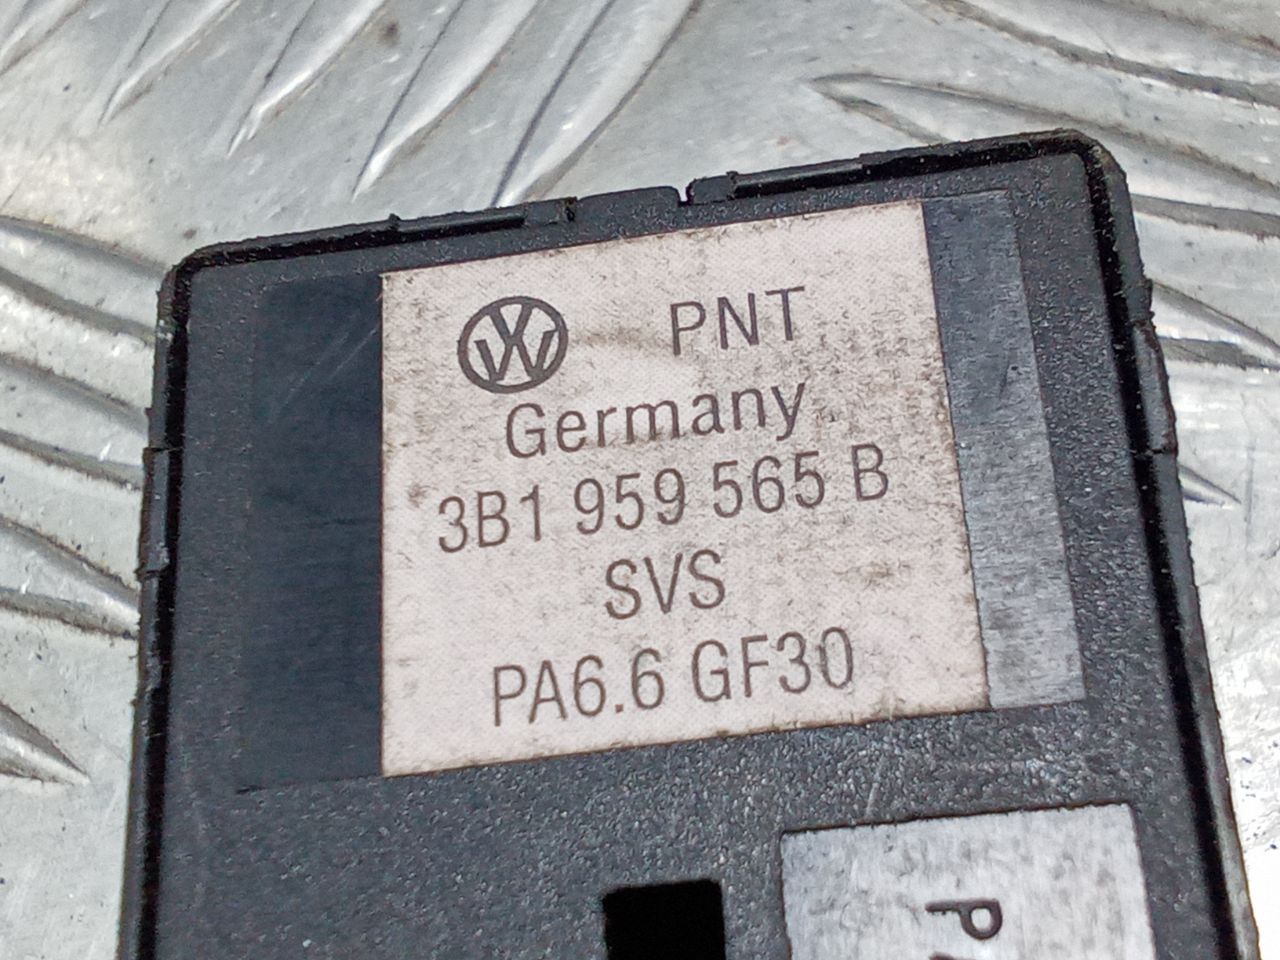 PNT
Germany
3B1 959 565 B
SVS
PA6.6 GF30